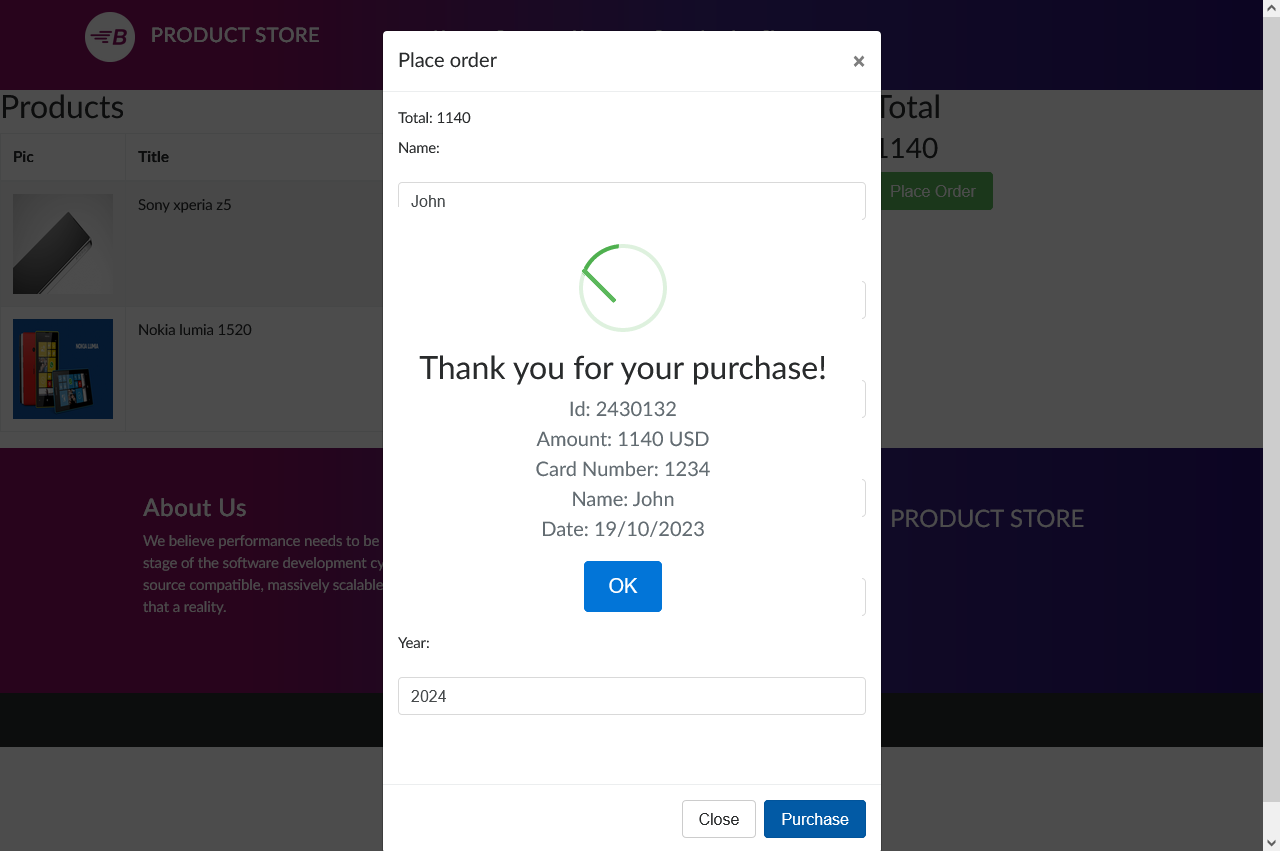 PRODUCT STORE
Place order
×
Products
Total
Total: 1140
1140
Name:
Pic
Title
Place Order
John
Sony xperia z5
Nokia lumia 1520
NOKIA LUMIA
Thank you for your purchase!
Id: 2430132
Amount: 1140 USD
Card Number: 1234
Name: John
Date: 19/10/2023
OK
About Us
We believe performance needs to be
stage of the software development cy
source compatible, massively scalable
that a reality.
PRODUCT STORE
Year:
2024
Close
Purchase